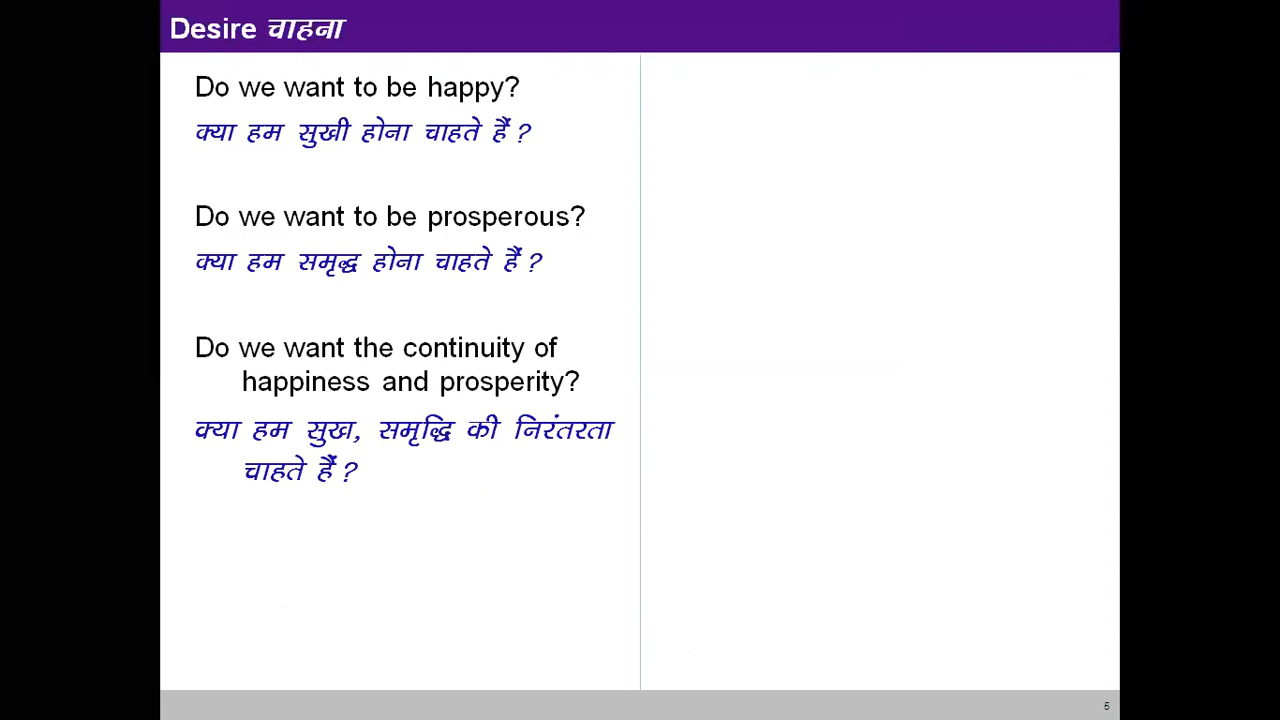 Desire चाहना
Do we want to be happy?
क्या हम सुखी होना चाहते हैं ?
Do we want to be prosperous?
क्या हम समृद्ध होना चाहते हैं ?
Do we want the continuity of
happiness and prosperity?
क्या हम सुख, समृद्धि की निरंतरता
चाहते हैं ?
5